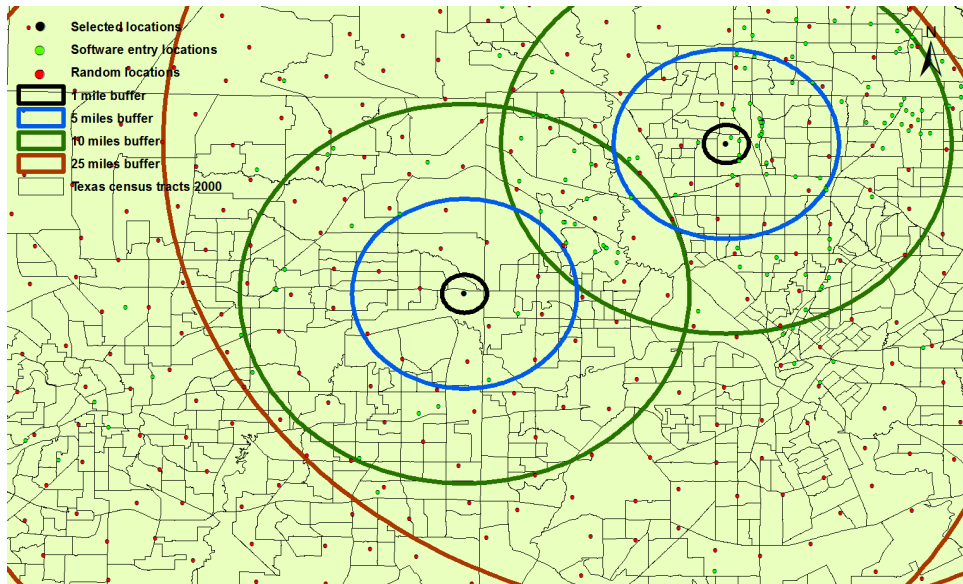 Selected locations
Software entry locations
Random locations
1 mile buffer
5 miles buffer
10 miles buffer
25 miles buffer
Texas census tracts 2000
N